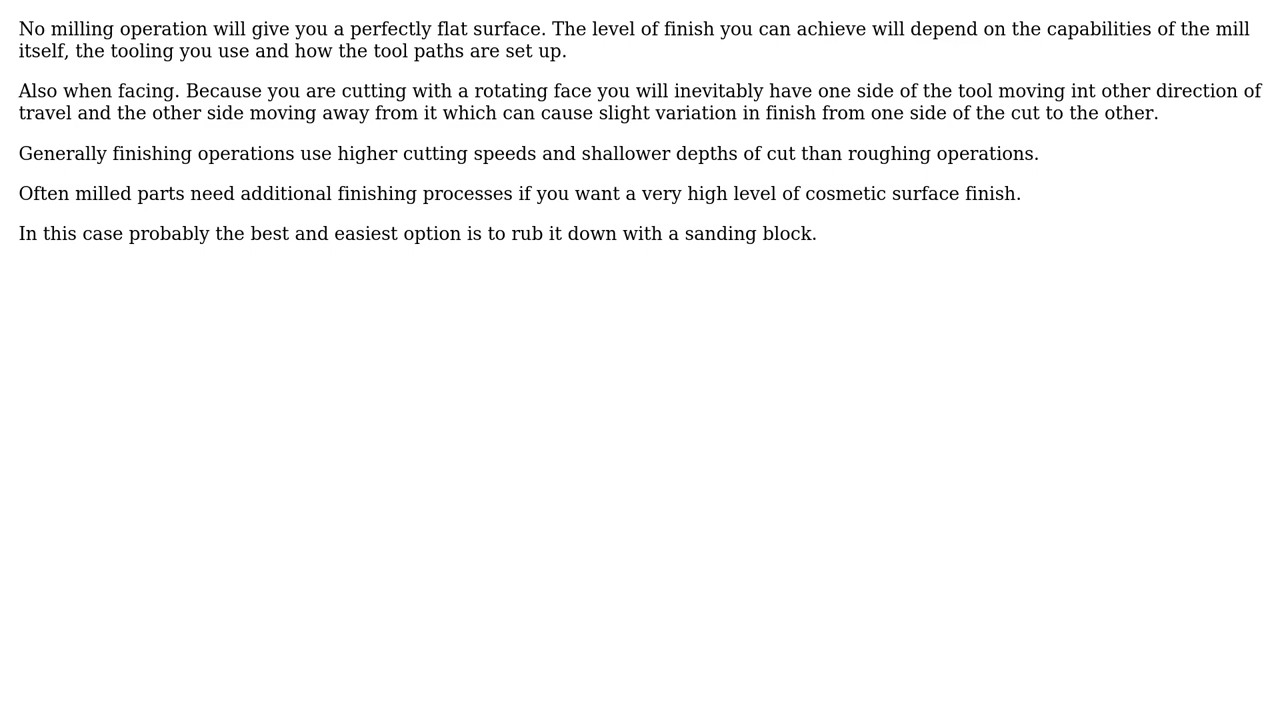 No milling operation will give you a perfectly flat surface. The level of finish you can achieve will depend on the capabilities of the mill
itself, the tooling you use and how the tool paths are set up.
Also when facing. Because you are cutting with a rotating face you will inevitably have one side of the tool moving int other direction of
travel and the other side moving away from it which can cause slight variation in finish from one side of the cut to the other.
Generally finishing operations use higher cutting speeds and shallower depths of cut than roughing operations.
Often milled parts need additional finishing processes if you want a very high level of cosmetic surface finish.
In this case probably the best and easiest option is to rub it down with a sanding block.